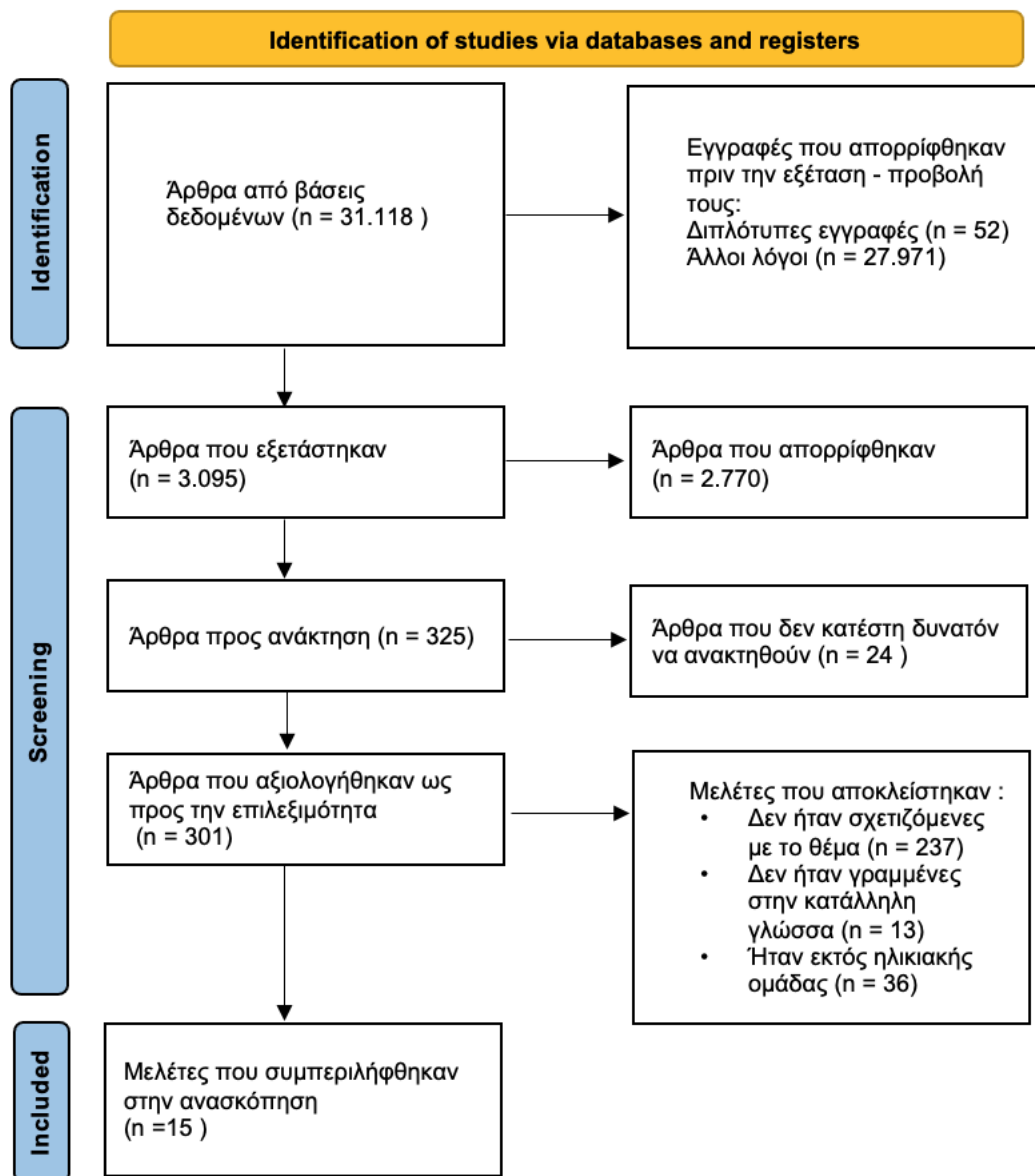 Identification of studies via databases and registers
Identification
Άρθρα από βάσεις
δεδομένων (n = 31.118 )
Εγγραφές που απορρίφθηκαν
πριν την εξέταση - προβολή
τους:
Διπλότυπες εγγραφές (n = 52)
Άλλοι λόγοι (n = 27.971)
Screening
Άρθρα που εξετάστηκαν
(n = 3.095)
Άρθρα που απορρίφθηκαν
(n = 2.770)
Άρθρα προς ανάκτηση (n = 325)
Άρθρα που δεν κατέστη δυνατόν
να ανακτηθούν (n = 24 )
Άρθρα που αξιολογήθηκαν ως
προς την επιλεξιμότητα
(n = 301)
Μελέτες που αποκλείστηκαν :
• Δεν ήταν σχετιζόμενες
με το θέμα (n = 237)
• Δεν ήταν γραμμένες
στην κατάλληλη
γλώσσα (n = 13)
• Ήταν εκτός ηλικιακής
ομάδας (n = 36)
Included
Μελέτες που συμπεριλήφθηκαν
στην ανασκόπηση
(n =15 )